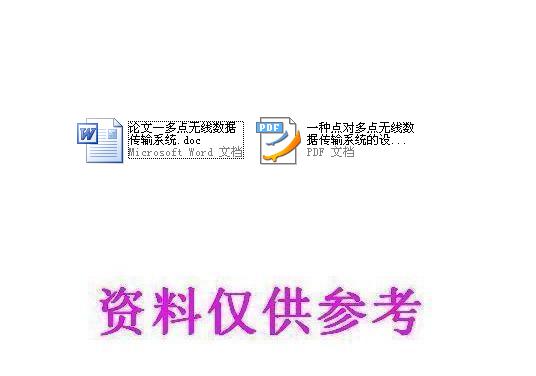 论文—多点无线数据
传输系统.doc
Microsoft Word 文档
PDF
一种点对多点无线数
据传输系统的设...
PDF 文档
资料仅供参考